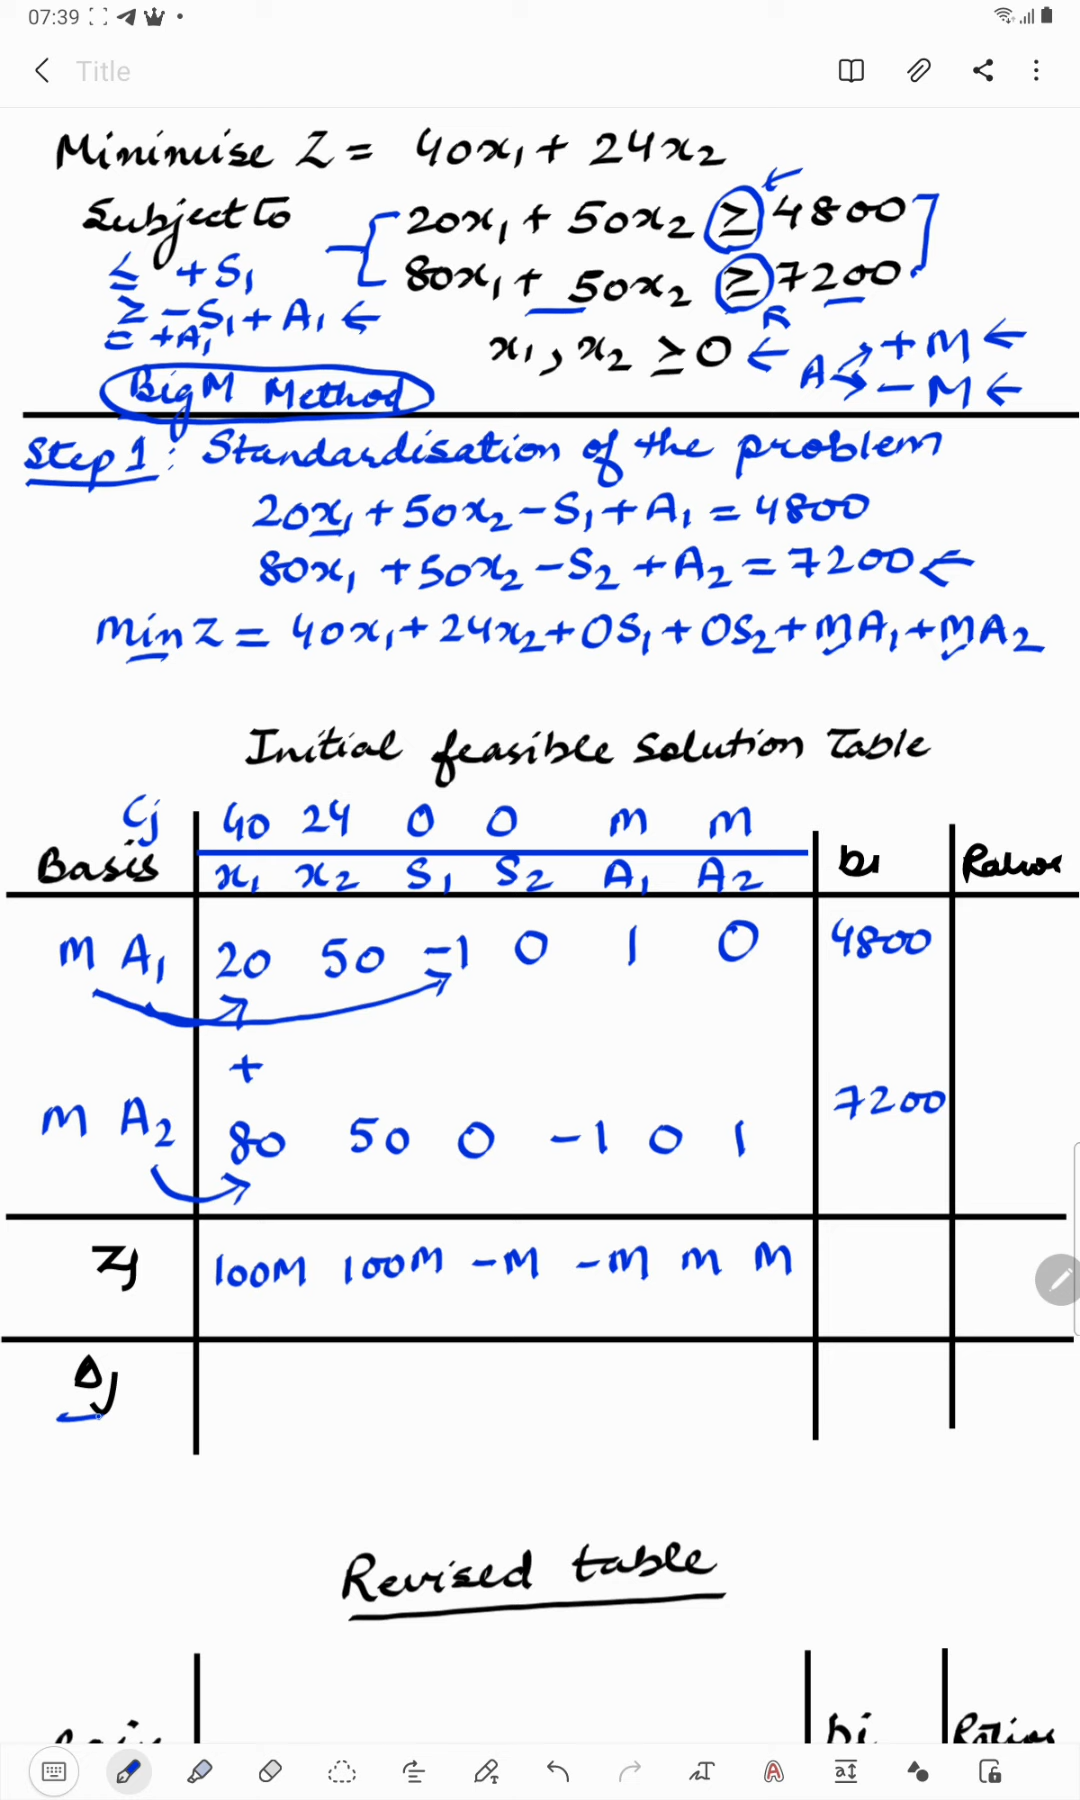 07:39
Title
Minimise Z = 40x₁ + 24x₂
Subject to 20x₁ + 50x₂ ≥ 4800
≤ +S₁ 80x₁ + 50x₂ ≥ 7200
≥ -S₁ + A₁ ←
= +A₁ x₁, x₂ ≥ 0 ← A → +M ←
→ -M ←
Big M Method
Step 1: Standardisation of the problem
20x₁ + 50x₂ - S₁ + A₁ = 4800
80x₁ + 50x₂ - S₂ + A₂ = 7200 ←
Min Z = 40x₁ + 24x₂ + 0S₁ + 0S₂ + MA₁ + MA₂
Initial feasible solution Table
Cj 40 24 0 0 M M
Basis x₁ x₂ S₁ S₂ A₁ A₂ bi Ratios
M A₁ 20 50 -1 0 1 0 4800
+
M A₂ 80 50 0 -1 0 1 7200
Zj 100M 100M -M -M M M
Δj
Revised table
Basis bi Ratios